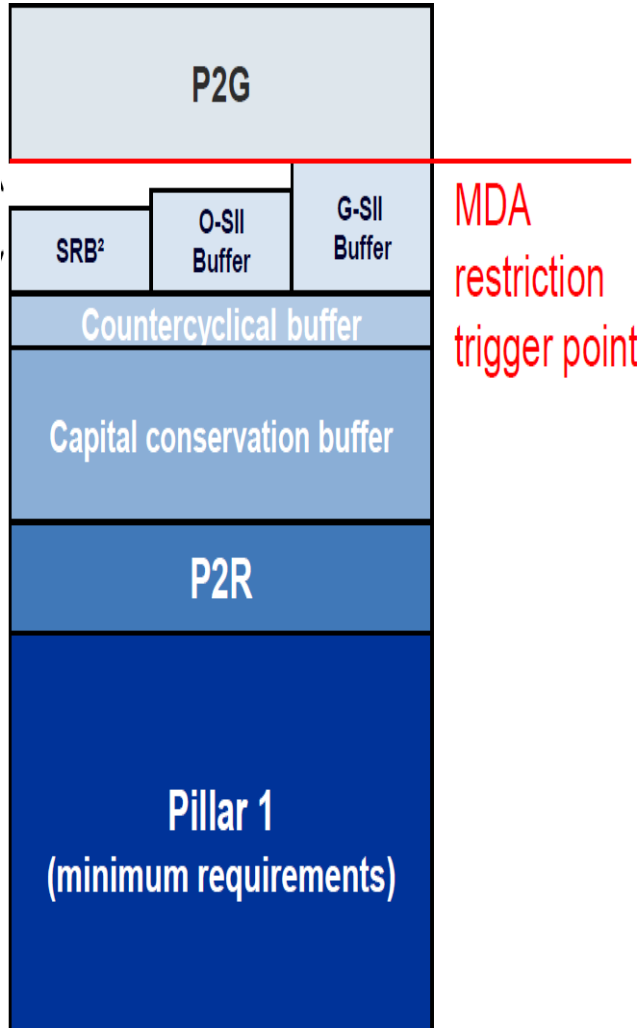 P2G
MDA
restriction
trigger point
SRB²
O-SII
Buffer
G-SII
Buffer
Countercyclical buffer
Capital conservation buffer
P2R
Pillar 1
(minimum requirements)